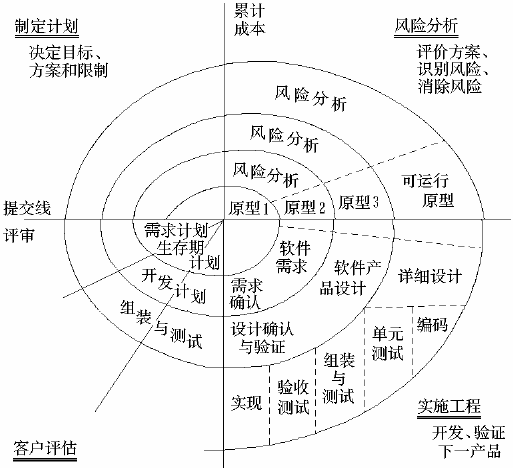 制定计划
决定目标、
方案和限制
累计
成本
风险分析
评价方案、
识别风险、
消除风险
风险分析
风险分析
风险分析
可运行
原型
提交线
评审
原型1
原型2
原型3
需求计划
生存期
计划
软件
需求
开发计划
需求
确认
软件产
品设计
详细设计
组装与测试
设计确认
与验证
单元
测试
编码
组装
与
测试
实现
验收
测试
实施工程
开发、验证
下一产品
客户评估